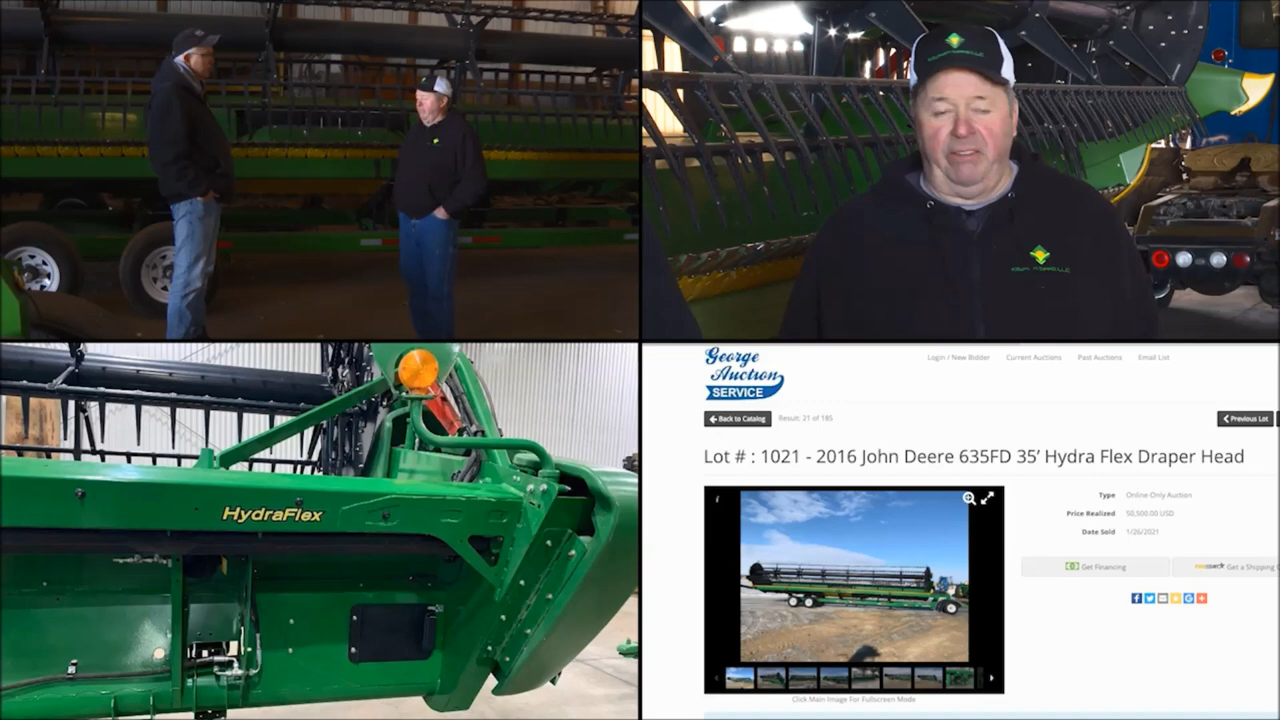 HydraFlex
George
Auction
SERVICE
Login / New Bidder Current Auctions Past Auctions Email List
Back to Catalog Result: 21 of 185 Previous Lot
Lot # : 1021 - 2016 John Deere 635FD 35' Hydra Flex Draper Head
Type Online Only Auction
Price Realized 50,500.00 USD
Date Sold 1/26/2021
Get Financing Get a Shipping
Click Main Image For Fullscreen Mode